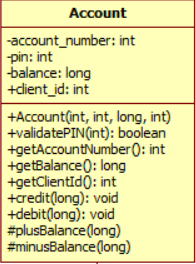 Account
-account_number: int
-pin: int
-balance: long
+client_id: int
+Account(int, int, long, int)
+validatePIN(int): boolean
+getAccountNumber(): int
+getBalance(): long
+getClientId(): int
+credit(long): void
+debit(long): void
#plusBalance(long)
#minusBalance(long)